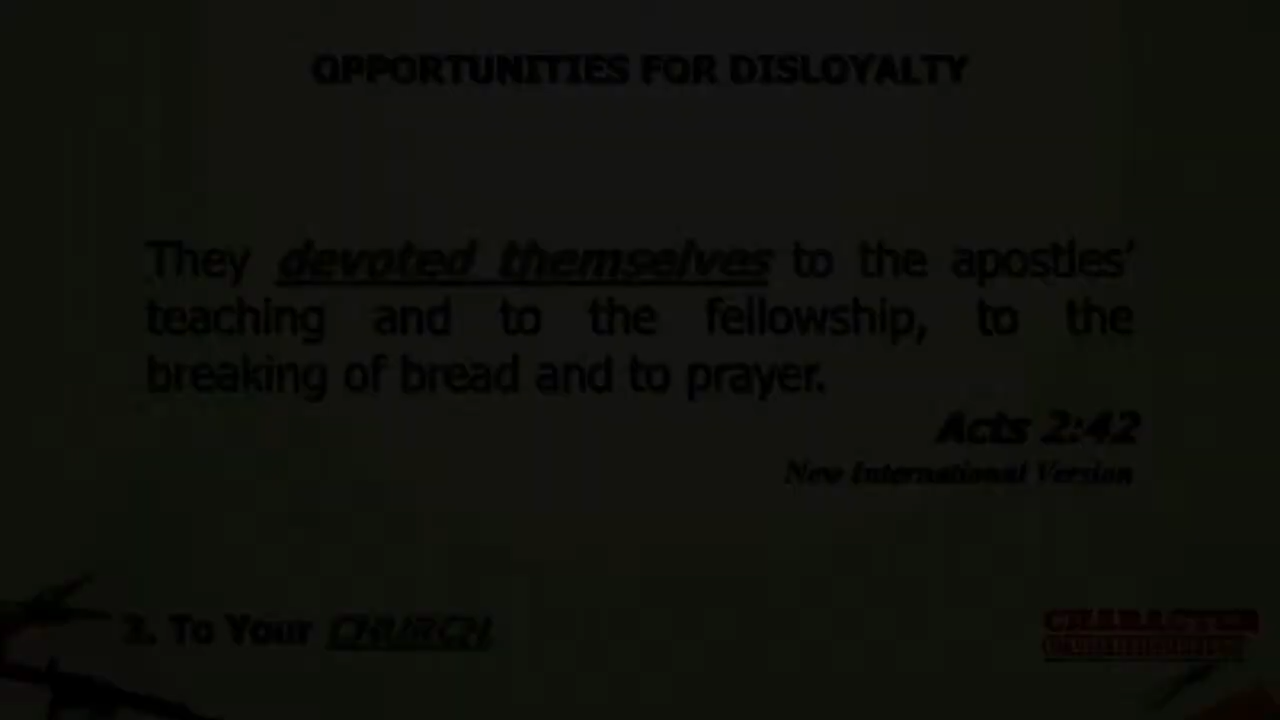 OPPORTUNITIES FOR DISLOYALTY
They devoted themselves to the apostles'
teaching and to the fellowship, to the
breaking of bread and to prayer.
Acts 2:42
New International Version
3. To Your CHURCH
CHARACTER